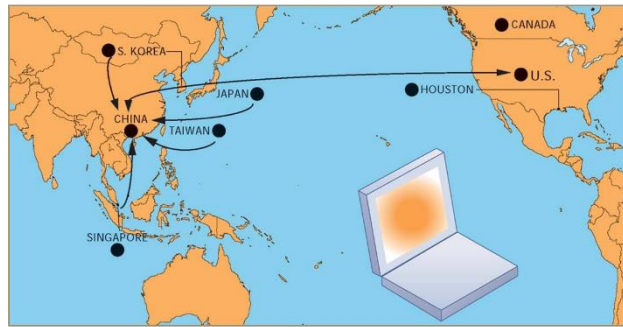 CANADA
S. KOREA
U.S.
JAPAN
HOUSTON
CHINA
TAIWAN
SINGAPORE